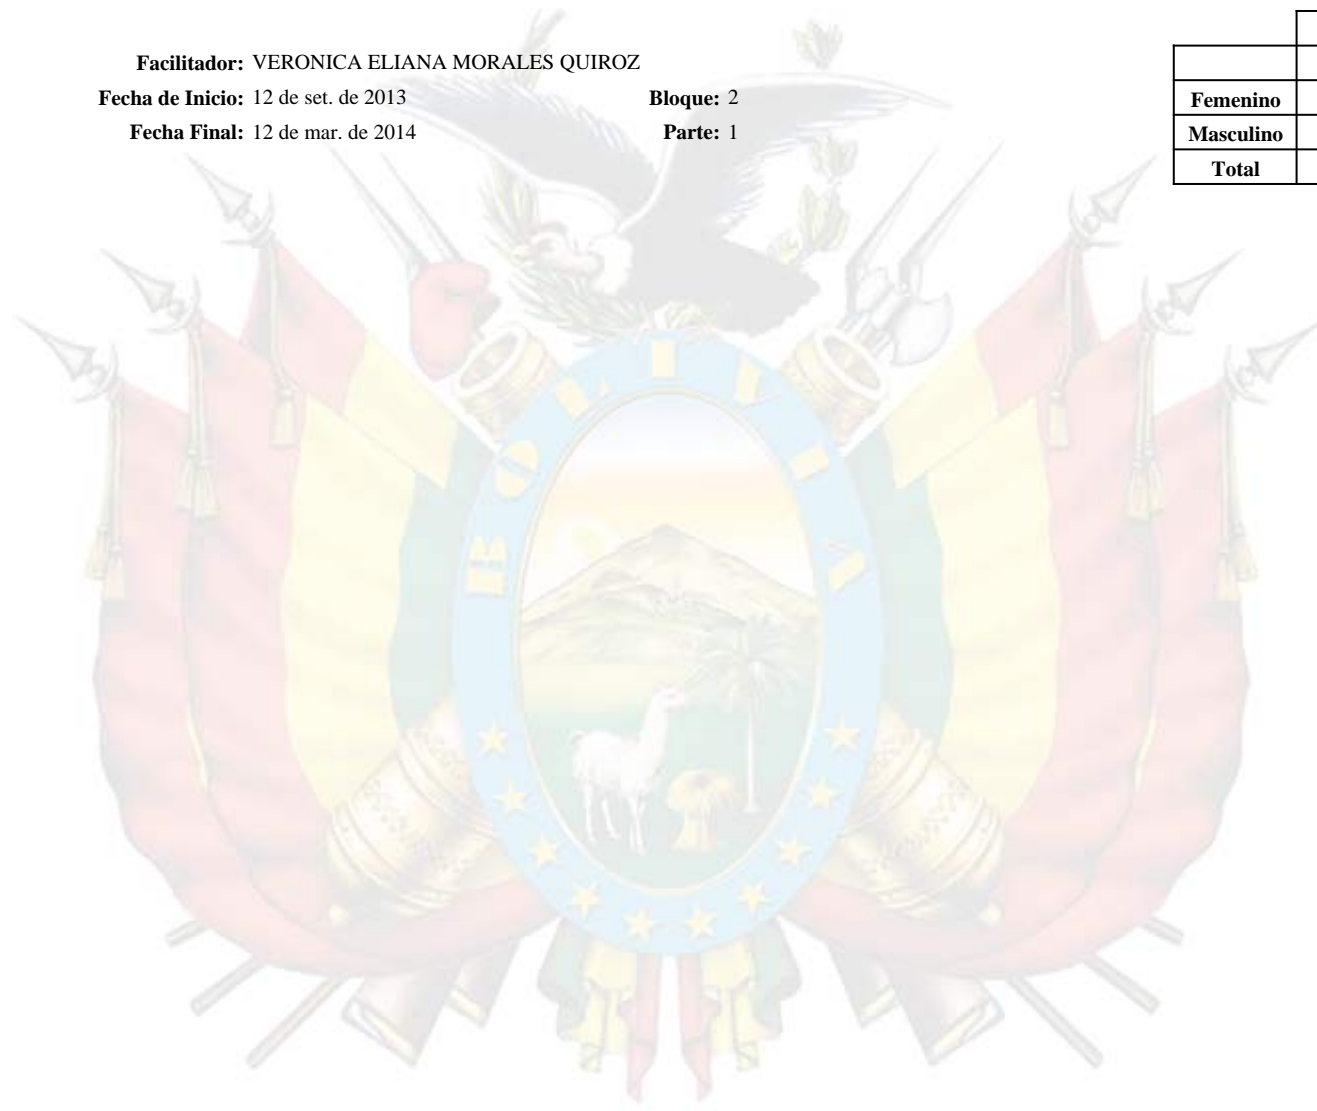 Facilitador: VERONICA ELIANA MORALES QUIROZ
Fecha de Inicio: 12 de set. de 2013 Bloque: 2
Fecha Final: 12 de mar. de 2014 Parte: 1
Femenino
Masculino
Total
BOLIVIA